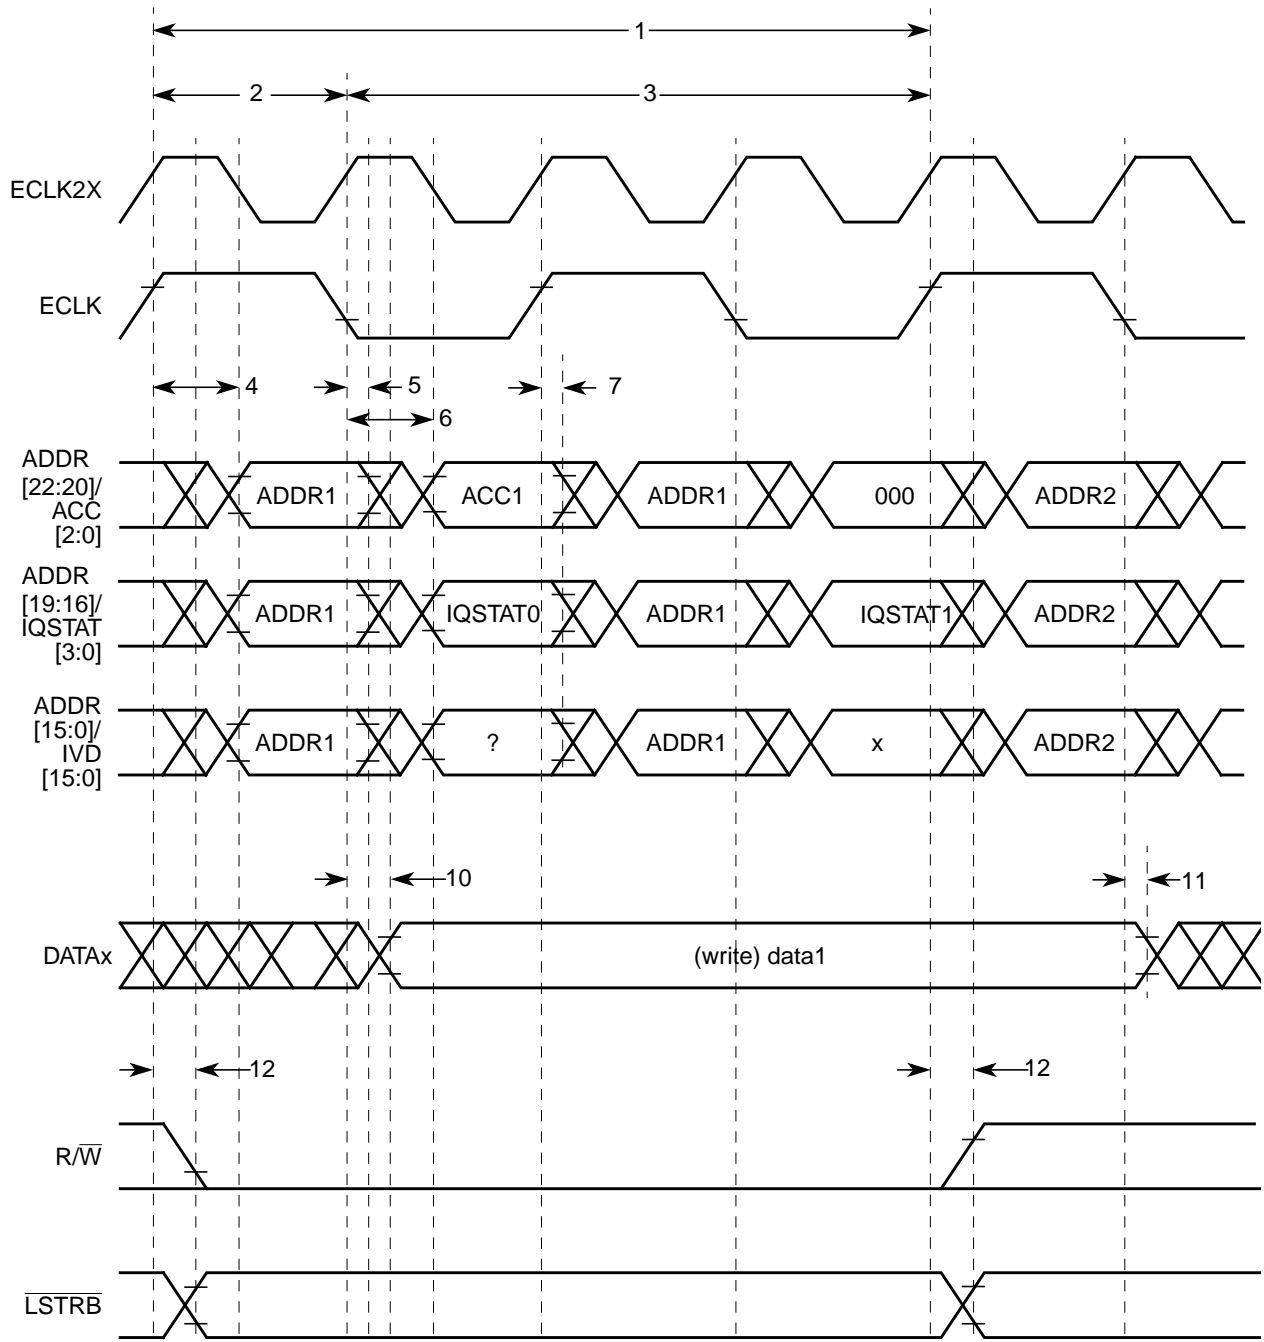 1
2
3
ECLK2X
ECLK
4
5
7
6
ADDR
[22:20]/
ACC
[2:0]
ADDR1
ACC1
ADDR1
000
ADDR2
ADDR
[19:16]/
IQSTAT
[3:0]
ADDR1
IQSTAT0
ADDR1
IQSTAT1
ADDR2
ADDR
[15:0]/
IVD
[15:0]
ADDR1
?
ADDR1
x
ADDR2
10
11
DATAx
(write) data1
12
12
R/W̅
L̅S̅T̅R̅B̅